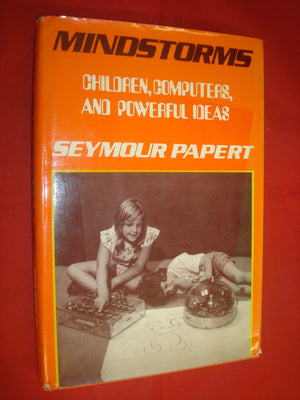 MINDSTORMS
CHILDREN, COMPUTERS,
AND POWERFUL IDEAS
SEYMOUR PAPERT